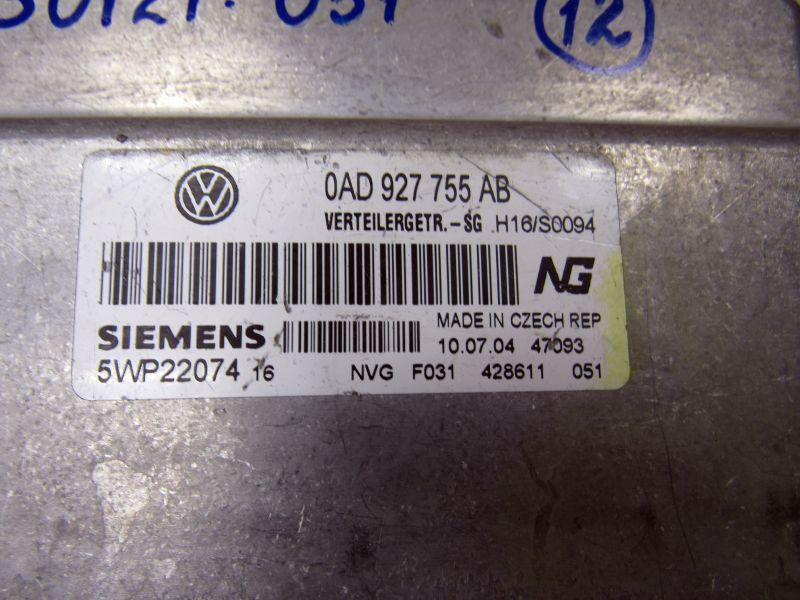 12
VW
0AD 927 755 AB
VERTEILERGETR.-SG H16/S0094
NG
SIEMENS
MADE IN CZECH REP
10.07.04 47093
5WP22074 16 NVG F031 428611 051